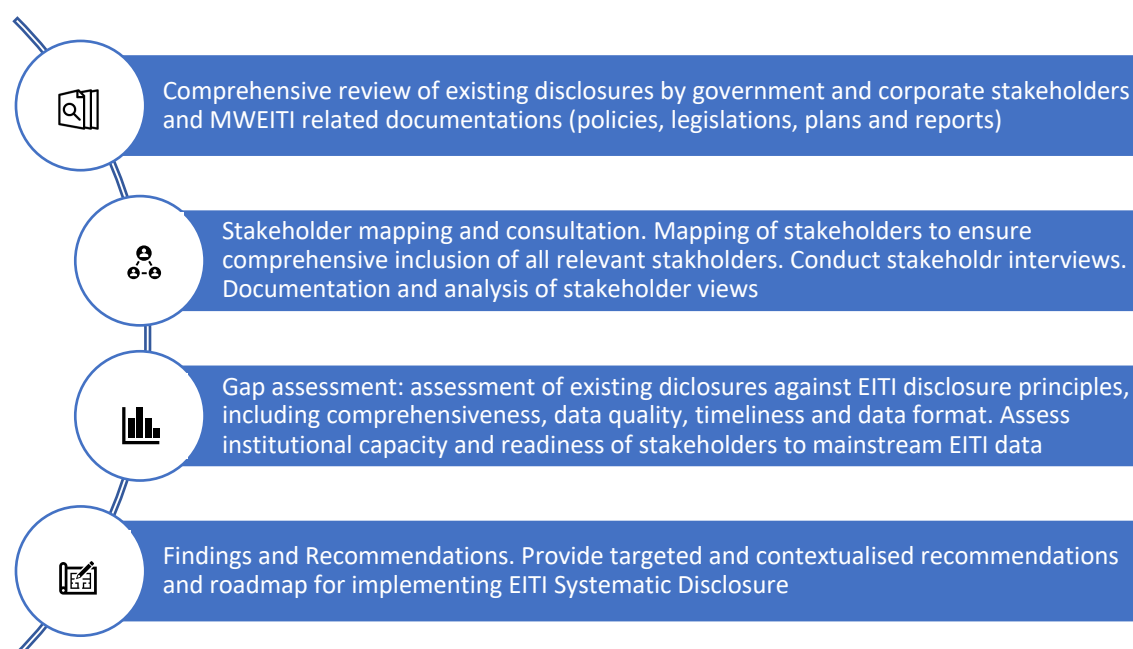 Comprehensive review of existing disclosures by government and corporate stakeholders
and MWEITI related documentations (policies, legislations, plans and reports)
Stakeholder mapping and consultation. Mapping of stakeholders to ensure
comprehensive inclusion of all relevant stakholders. Conduct stakeholdr interviews.
Documentation and analysis of stakeholder views
Gap assessment: assessment of existing diclosures against EITI disclosure principles,
including comprehensiveness, data quality, timeliness and data format. Assess
institutional capacity and readiness of stakeholders to mainstream EITI data
Findings and Recommendations. Provide targeted and contextualised recommendations
and roadmap for implementing EITI Systematic Disclosure